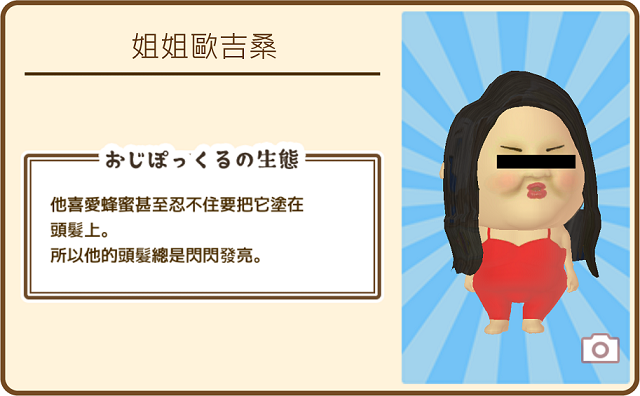 姐姐歐吉桑
おじぽっくるの生態
他喜愛蜂蜜甚至忍不住要把它塗在
頭髮上。
所以他的頭髮總是閃閃發亮。